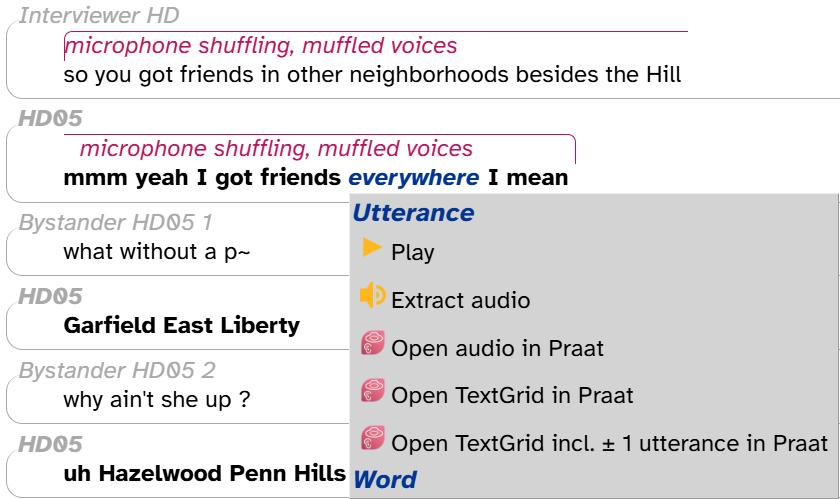 Interviewer HD
microphone shuffling, muffled voices
so you got friends in other neighborhoods besides the Hill
HD05
microphone shuffling, muffled voices
mmm yeah I got friends everywhere I mean
Bystander HD05 1
what without a p~
HD05
Garfield East Liberty
Bystander HD05 2
why ain't she up ?
HD05
uh Hazelwood Penn Hills
Utterance
Play
Extract audio
Open audio in Praat
Open TextGrid in Praat
Open TextGrid incl. ± 1 utterance in Praat
Word